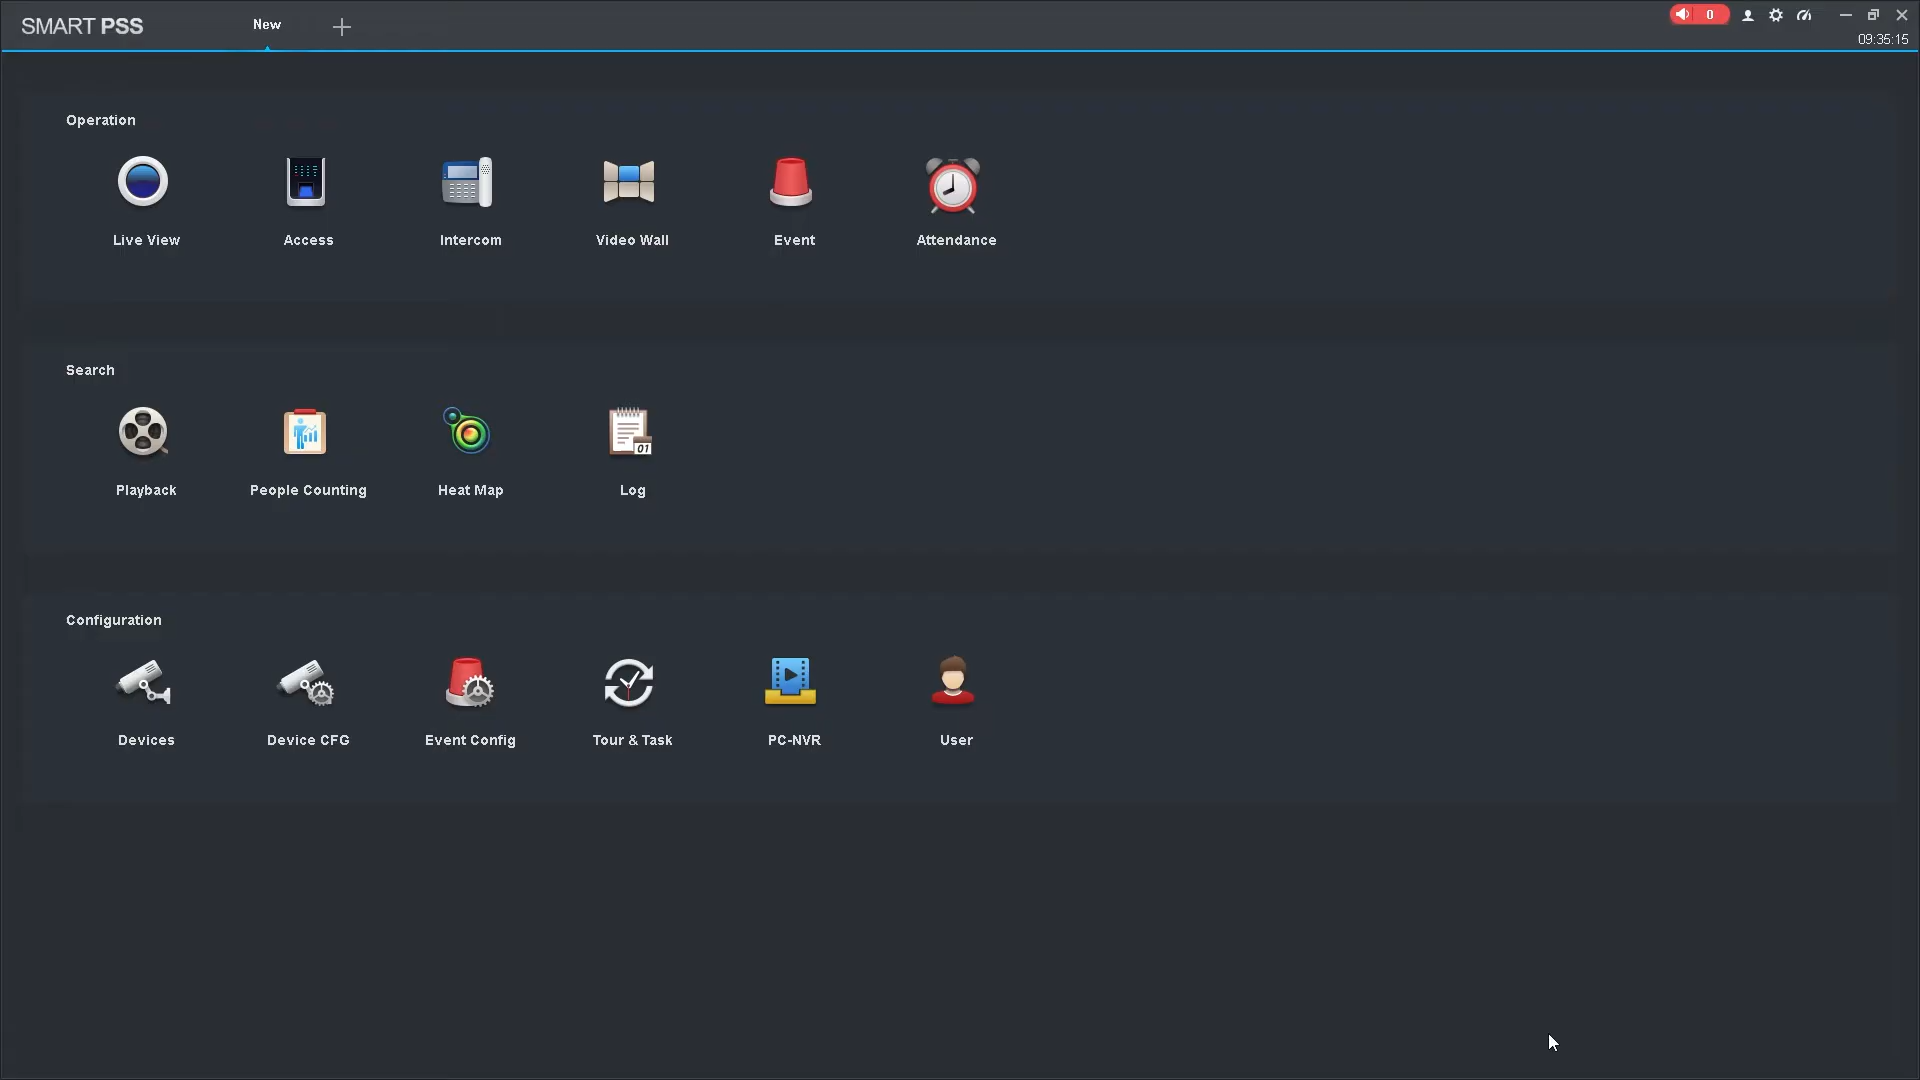 SMART PSS
New
0
09:35:15
Operation
Live View
Access
Intercom
Video Wall
Event
Attendance
Search
01
Playback
People Counting
Heat Map
Log
Configuration
Devices
Device CFG
Event Config
Tour & Task
PC-NVR
User